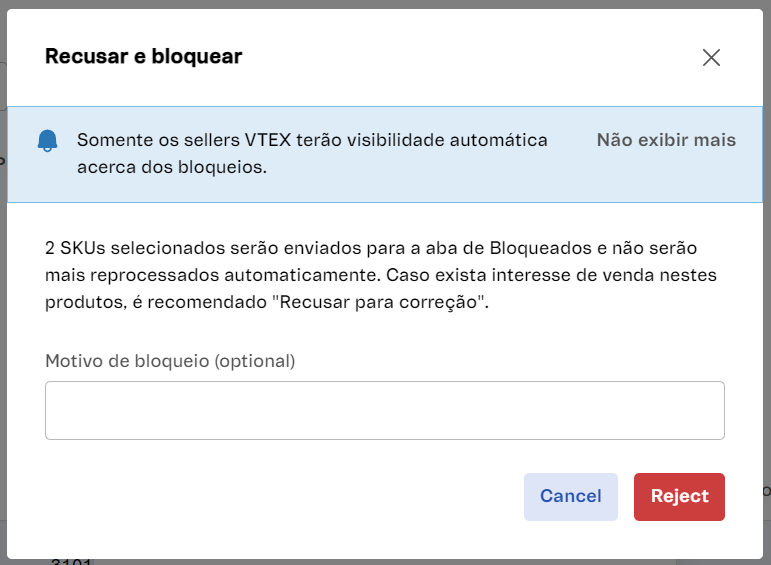 Recusar e bloquear
Somente os sellers VTEX terão visibilidade automática
acerca dos bloqueios.
Não exibir mais
2 SKUs selecionados serão enviados para a aba de Bloqueados e não serão
mais reprocessados automaticamente. Caso exista interesse de venda nestes
produtos, é recomendado "Recusar para correção".
Motivo de bloqueio (optional)
Cancel
Reject